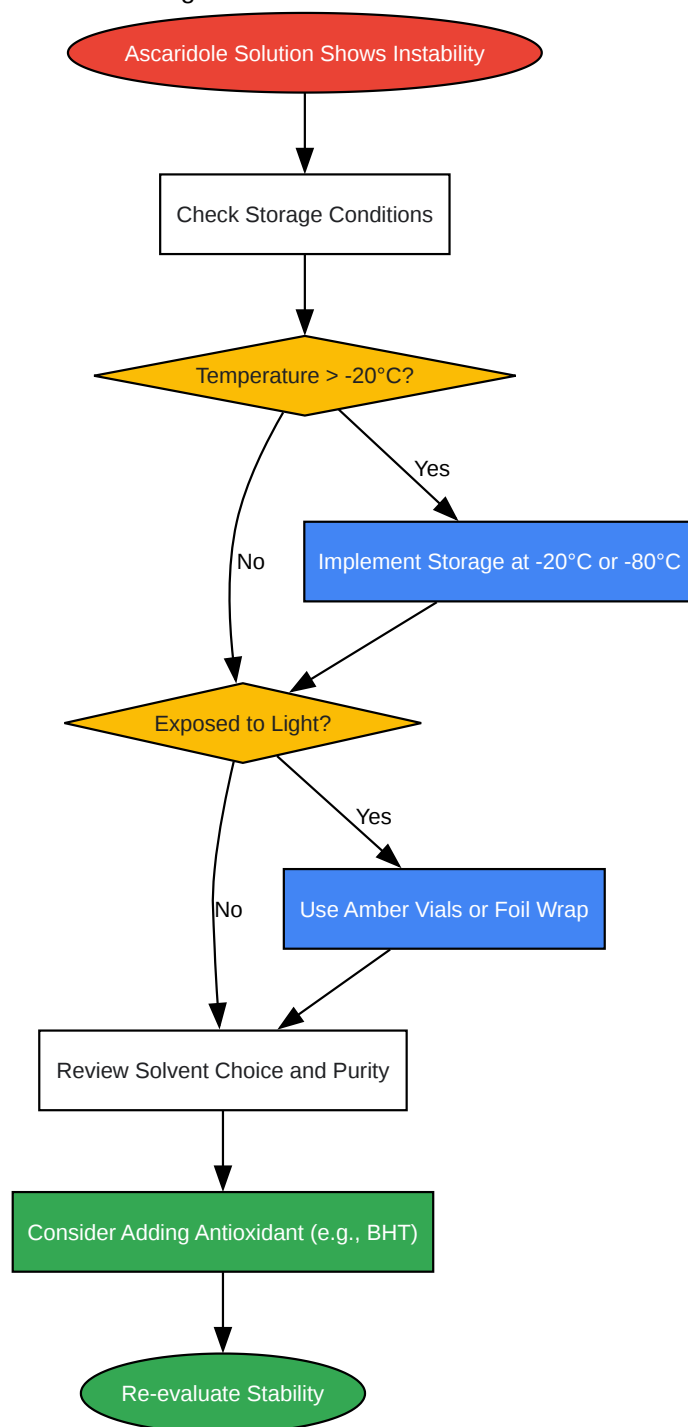 Ascaridole Solution Shows Instability
Check Storage Conditions
Temperature > -20°C?
Yes
No
Implement Storage at -20°C or -80°C
Exposed to Light?
Yes
No
Use Amber Vials or Foil Wrap
Review Solvent Choice and Purity
Consider Adding Antioxidant (e.g., BHT)
Re-evaluate Stability